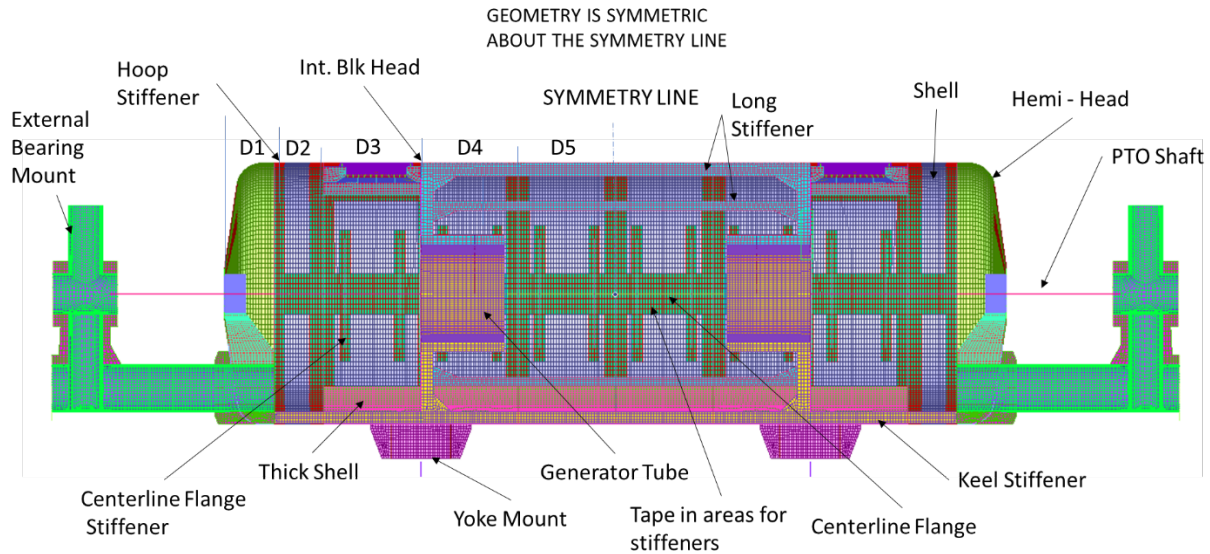 GEOMETRY IS SYMMETRIC
ABOUT THE SYMMETRY LINE
Hoop
Stiffener
Int. Blk Head
External
Bearing
Mount
SYMMETRY LINE
Long
Stiffener
Shell
Hemi - Head
PTO Shaft
D1
D2
D3
D4
D5
Centerline Flange
Stiffener
Thick Shell
Yoke Mount
Generator Tube
Tape in areas for
stiffeners
Centerline Flange
Keel Stiffener